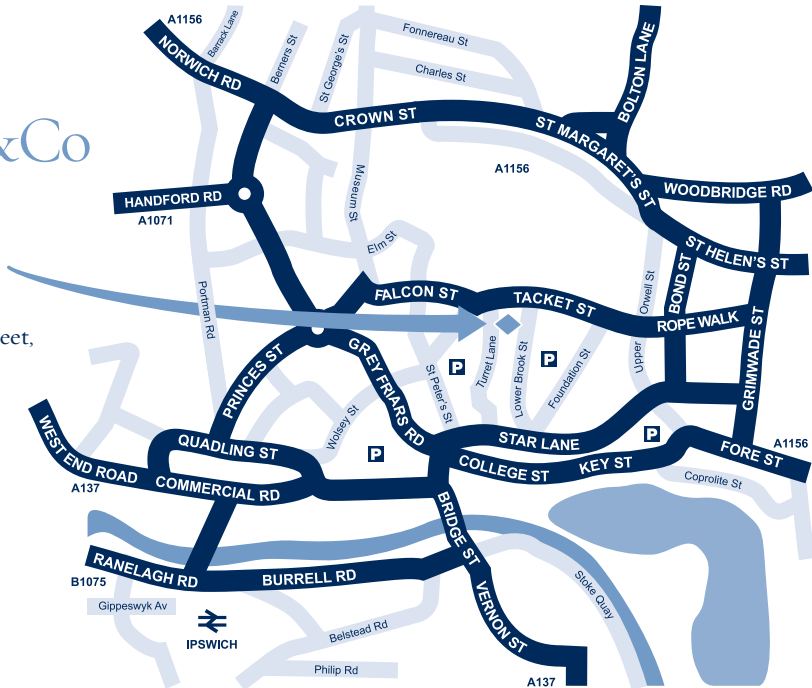 A1156
NORWICH RD
Barrack Lane
Berners St
St George's St
Fonnereau St
Charles St
BOLTON LANE
CROWN ST
ST MARGARET'S ST
&Co
A1156
WOODBRIDGE RD
HANDFORD RD
A1071
Museum St
Elm St
ST HELEN'S ST
Portman Rd
FALCON ST
TACKET ST
Upper Orwell St
BOND ST
ROPE WALK
GRIMWADE ST
eet,
PRINCES ST
GREY FRIARS RD
P
Turret Lane
Lower Brook St
P
Foundation St
St Peter's St
Wolsey St
WEST END ROAD
A137
QUADLING ST
COMMERCIAL RD
P
STAR LANE
P
COLLEGE ST
KEY ST
FORE ST
A1156
Coprolite St
BRIDGE ST
RANELAGH RD
B1075
BURRELL RD
Gippeswyk Av
IPSWICH
Stoke Quay
VERNON ST
Belstead Rd
Philip Rd
A137